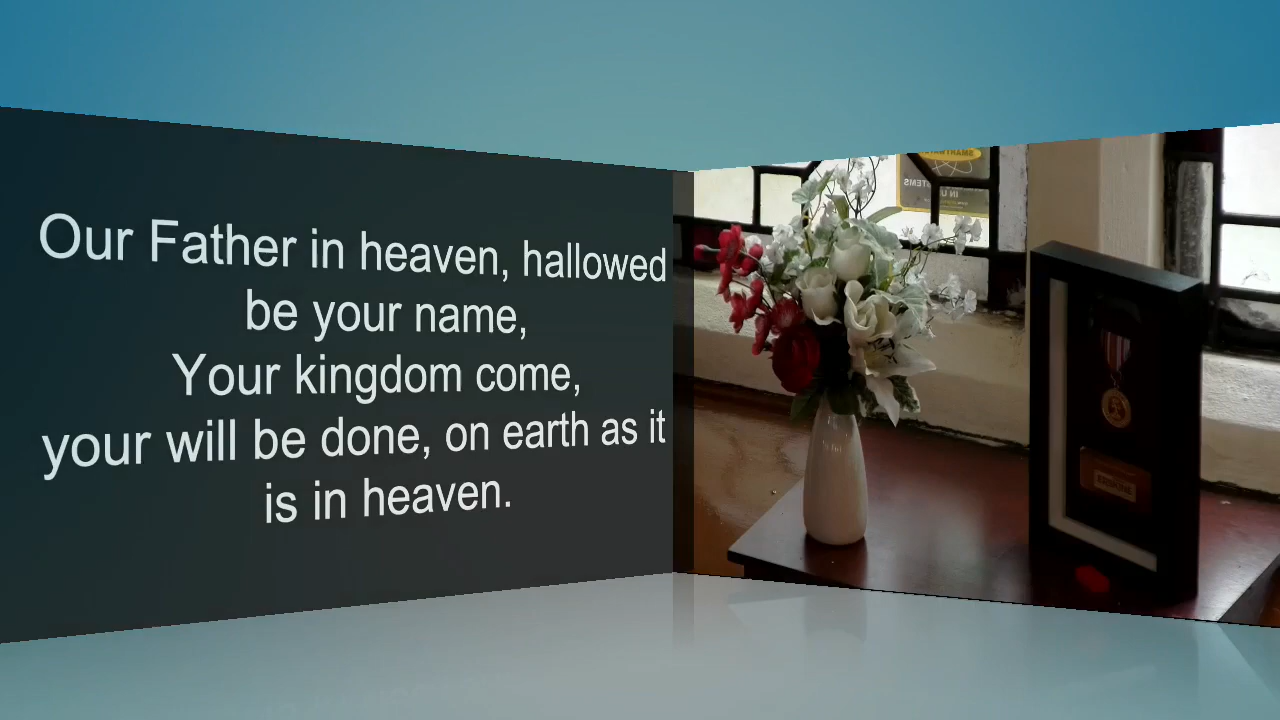 Our Father in heaven, hallowed
be your name,
Your kingdom come,
your will be done, on earth as it
is in heaven.